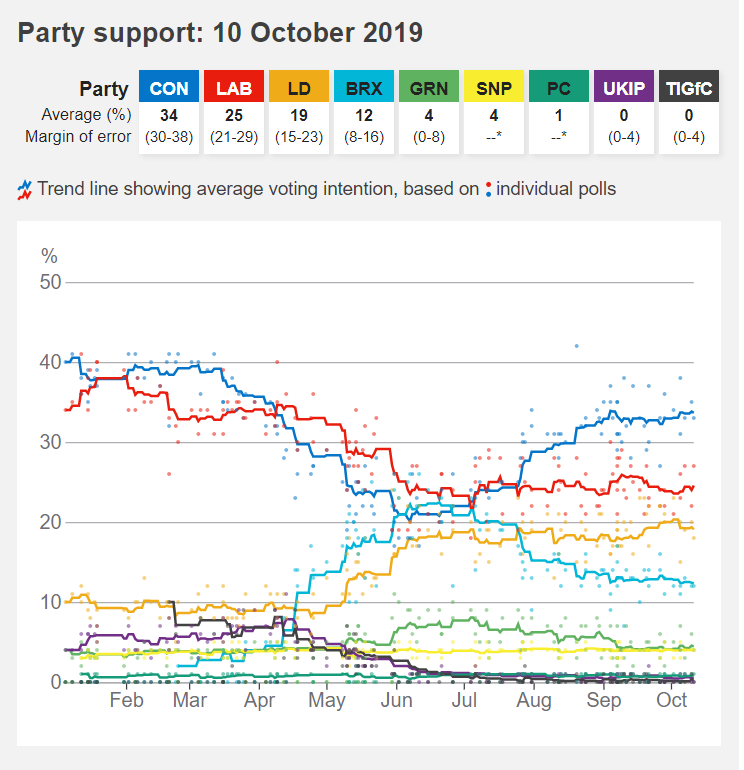 Party support: 10 October 2019
Party CON LAB LD BRX GRN SNP PC UKIP TIGfC
Average (%) 34 25 19 12 4 4 1 0 0
Margin of error (30-38) (21-29) (15-23) (8-16) (0-8) --* --* (0-4) (0-4)
Trend line showing average voting intention, based on individual polls
%
50
40
30
20
10
0
Feb Mar Apr May Jun Jul Aug Sep Oct